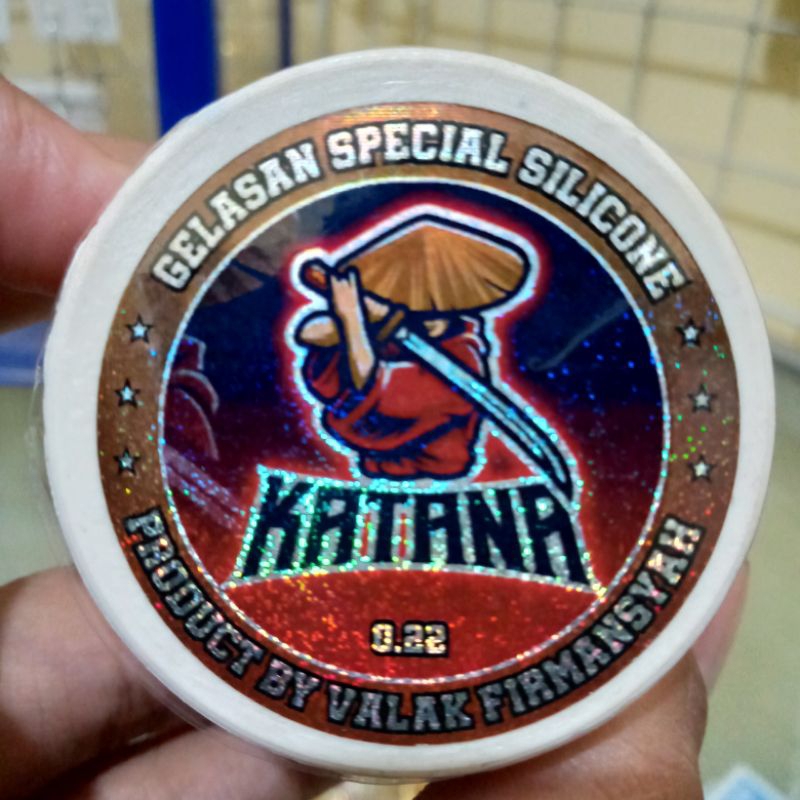 GELASAN SPECIAL SILICONE
KATANA
0.22
PRODUCT BY VALAK FIRMANSYAH